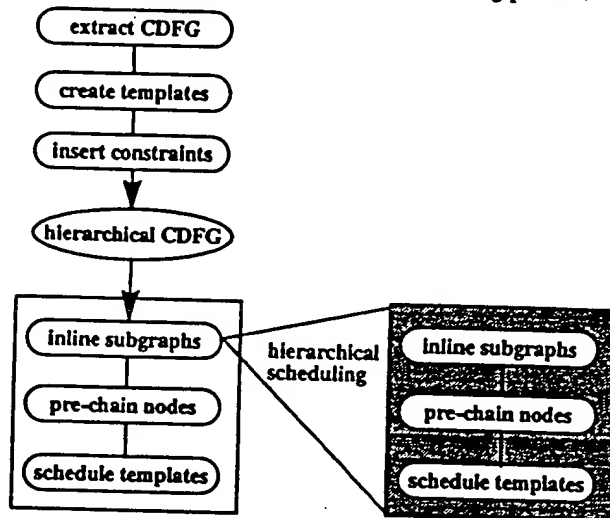 extract CDFG
create templates
insert constraints
hierarchical CDFG
inline subgraphs
pre-chain nodes
schedule templates
hierarchical
scheduling
inline subgraphs
pre-chain nodes
schedule templates